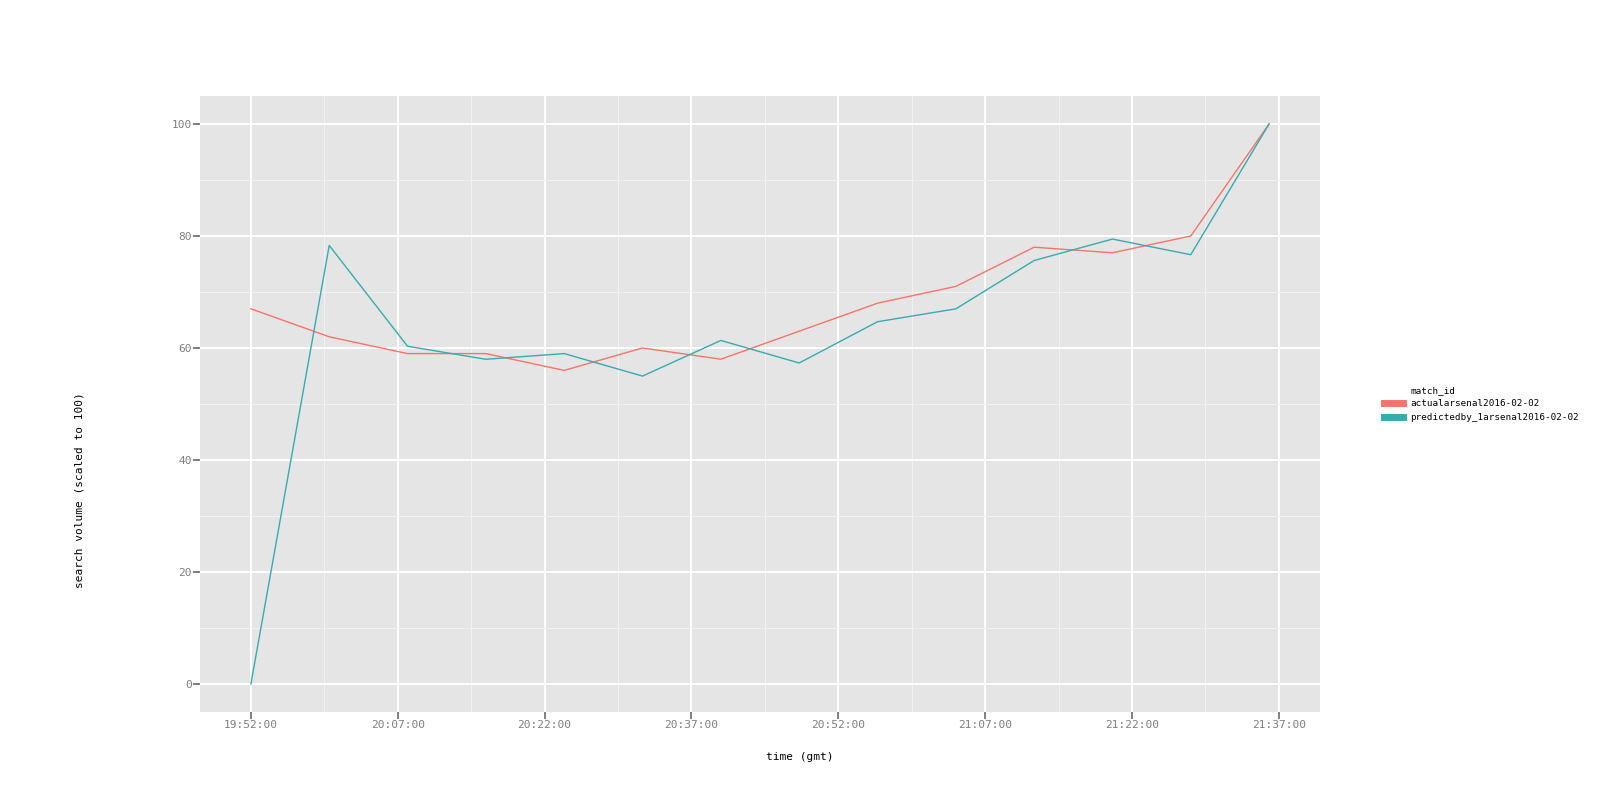 100
80
60
40
20
0
search volume (scaled to 100)
19:52:00 20:07:00 20:22:00 20:37:00 20:52:00 21:07:00 21:22:00 21:37:00
time (gmt)
match_id
actualarsenal2016-02-02
predictedby_1arsenal2016-02-02